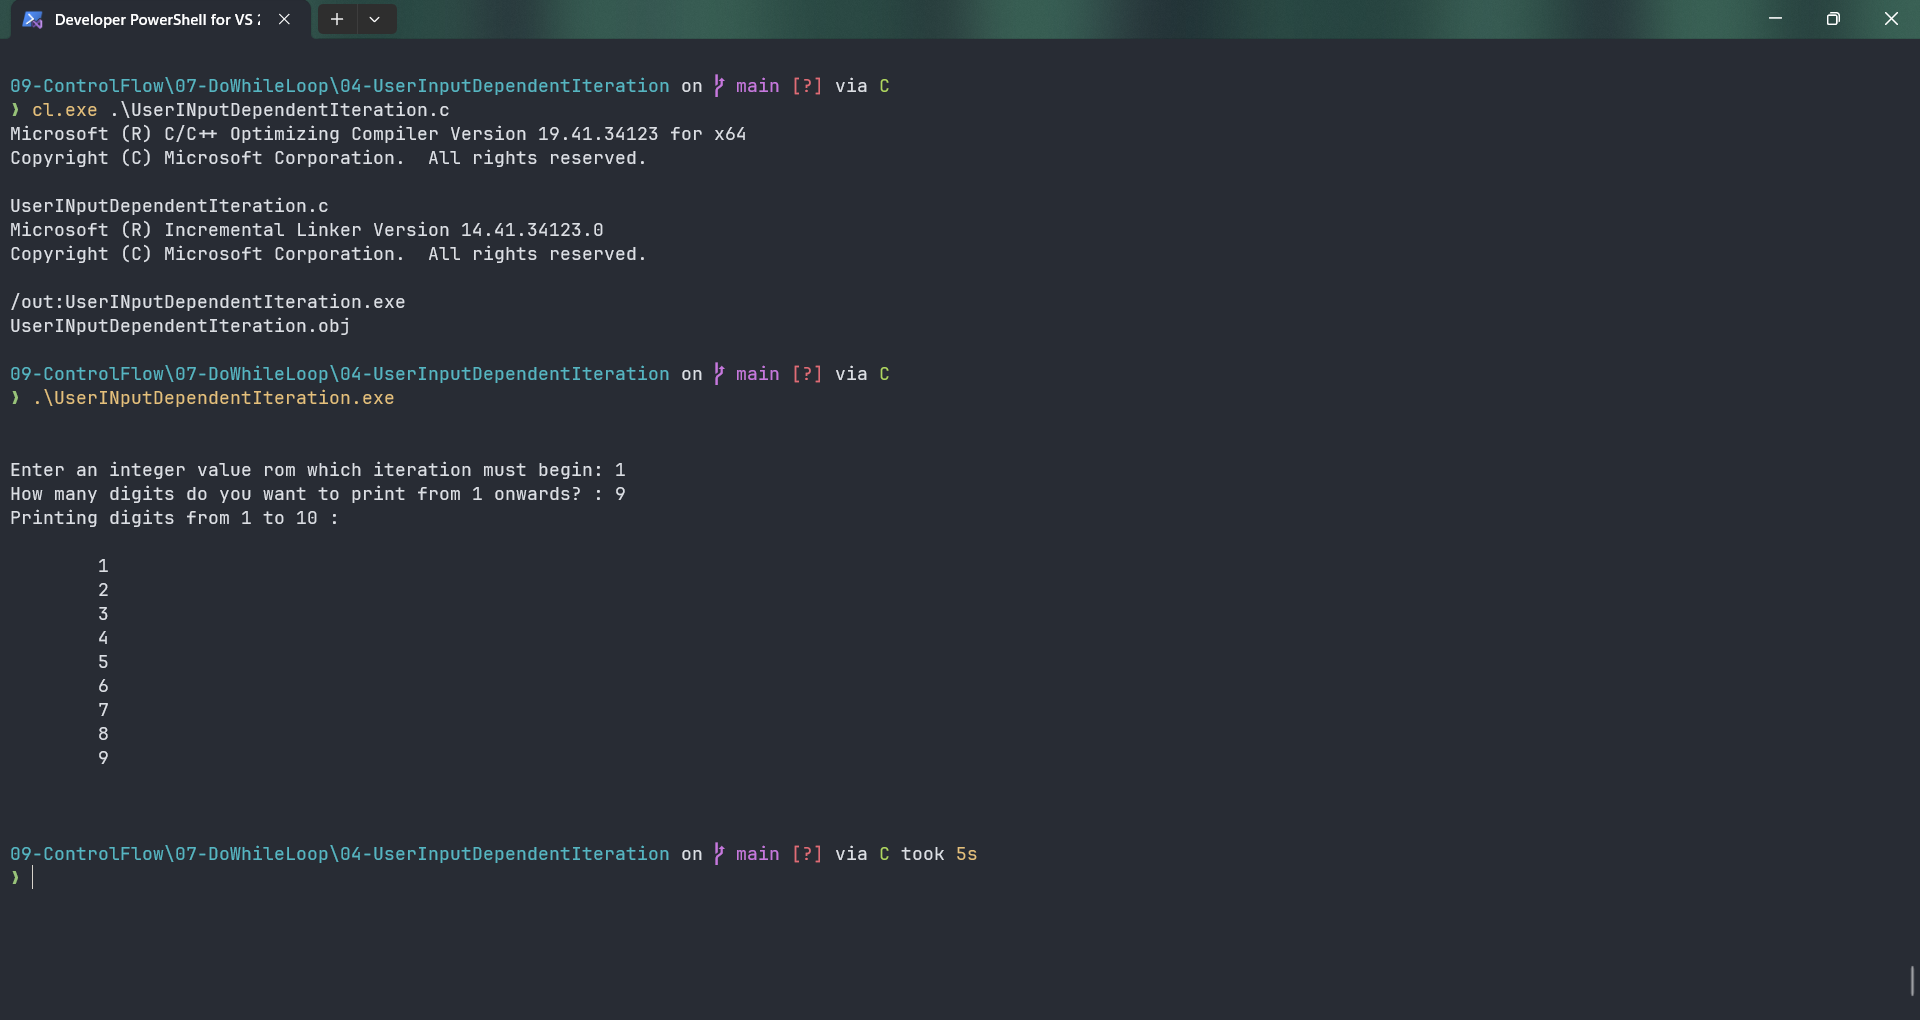 Developer PowerShell for VS 2
09-ControlFlow\07-DoWhileLoop\04-UserInputDependentIteration on main [?] via C
❯ cl.exe .\UserINputDependentIteration.c
Microsoft (R) C/C++ Optimizing Compiler Version 19.41.34123 for x64
Copyright (C) Microsoft Corporation.  All rights reserved.
UserINputDependentIteration.c
Microsoft (R) Incremental Linker Version 14.41.34123.0
Copyright (C) Microsoft Corporation.  All rights reserved.
/out:UserINputDependentIteration.exe
UserINputDependentIteration.obj
09-ControlFlow\07-DoWhileLoop\04-UserInputDependentIteration on main [?] via C
❯ .\UserINputDependentIteration.exe
Enter an integer value rom which iteration must begin: 1
How many digits do you want to print from 1 onwards? : 9
Printing digits from 1 to 10 :
1
2
3
4
5
6
7
8
9
09-ControlFlow\07-DoWhileLoop\04-UserInputDependentIteration on main [?] via C took 5s
❯